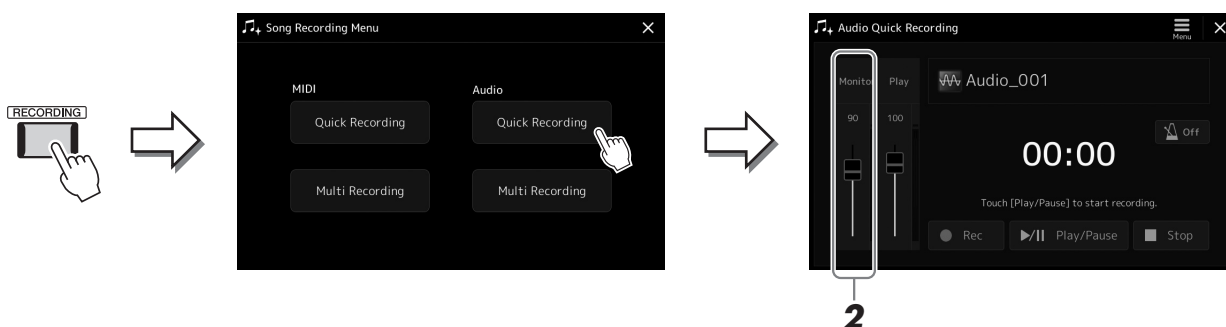 RECORDING
Song Recording Menu
MIDI
Audio
Quick Recording
Quick Recording
Multi Recording
Multi Recording
Audio Quick Recording
Menu
Monito
Play
90
100
Audio_001
Off
00:00
Touch [Play/Pause] to start recording.
Rec
Play/Pause
Stop
2